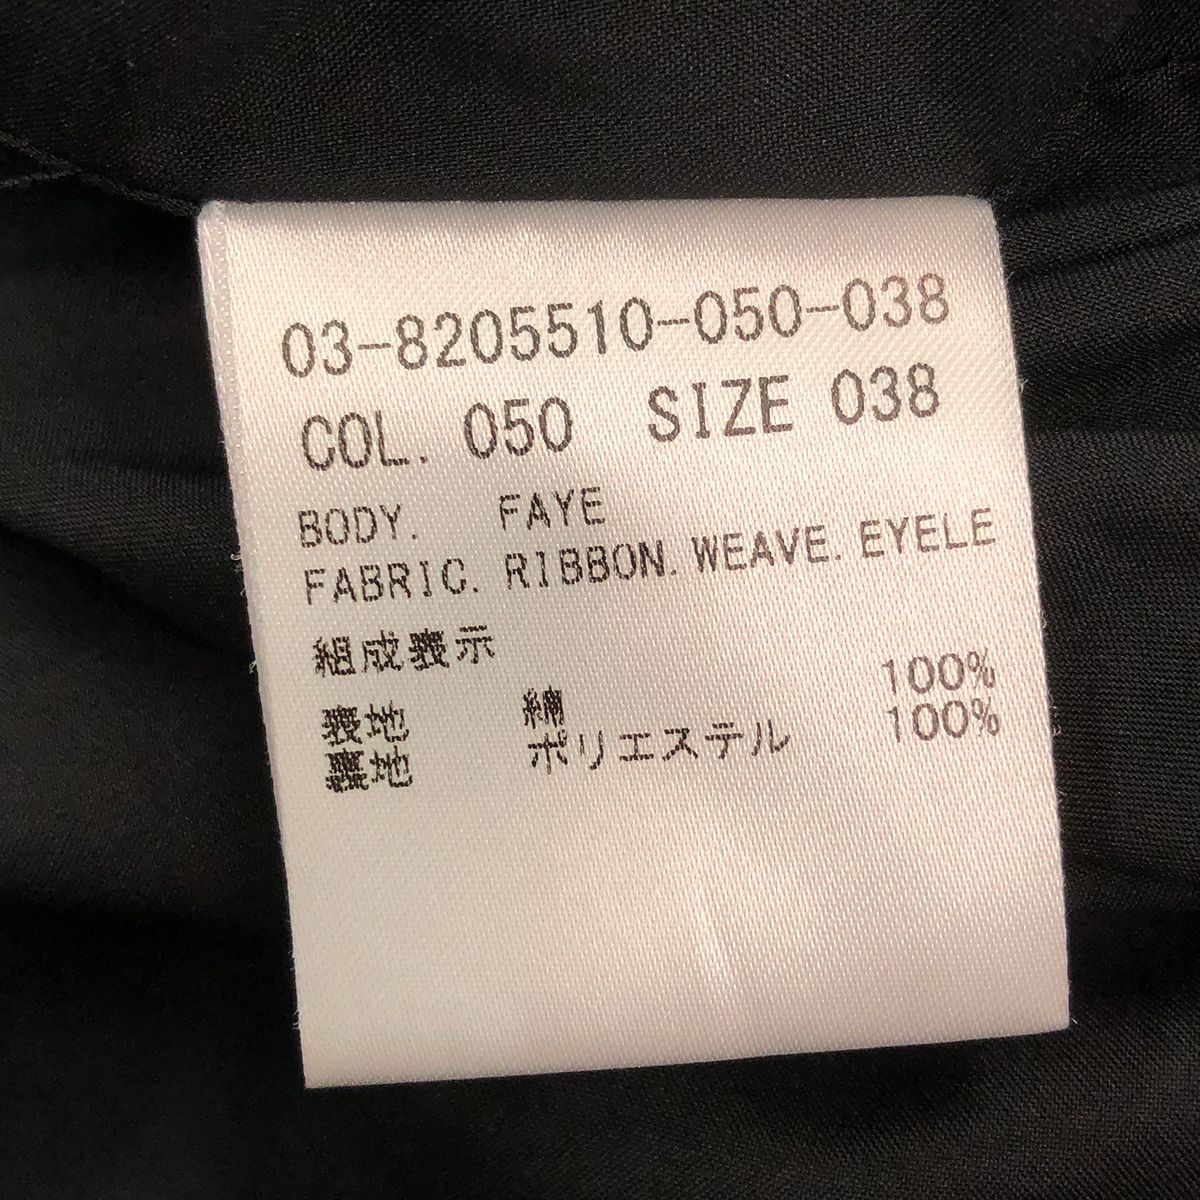 03-8205510-050-038
COL. 050 SIZE 038
BODY. FAYE
FABRIC. RIBBON. WEAVE. EYELE
組成表示
表地 綿 100%
裏地 ポリエステル 100%